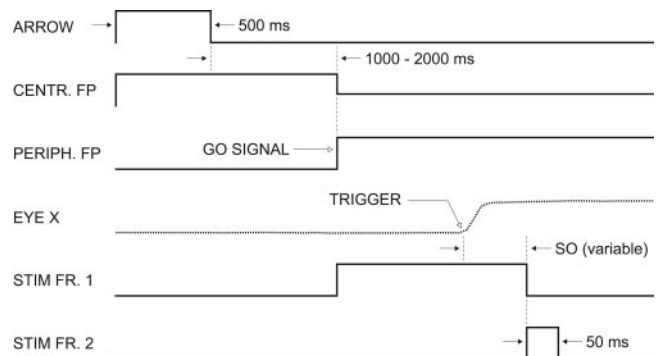 ARROW
500 ms
1000 - 2000 ms
CENTR. FP
GO SIGNAL
PERIPH. FP
TRIGGER
EYE X
SO (variable)
STIM FR. 1
STIM FR. 2
50 ms